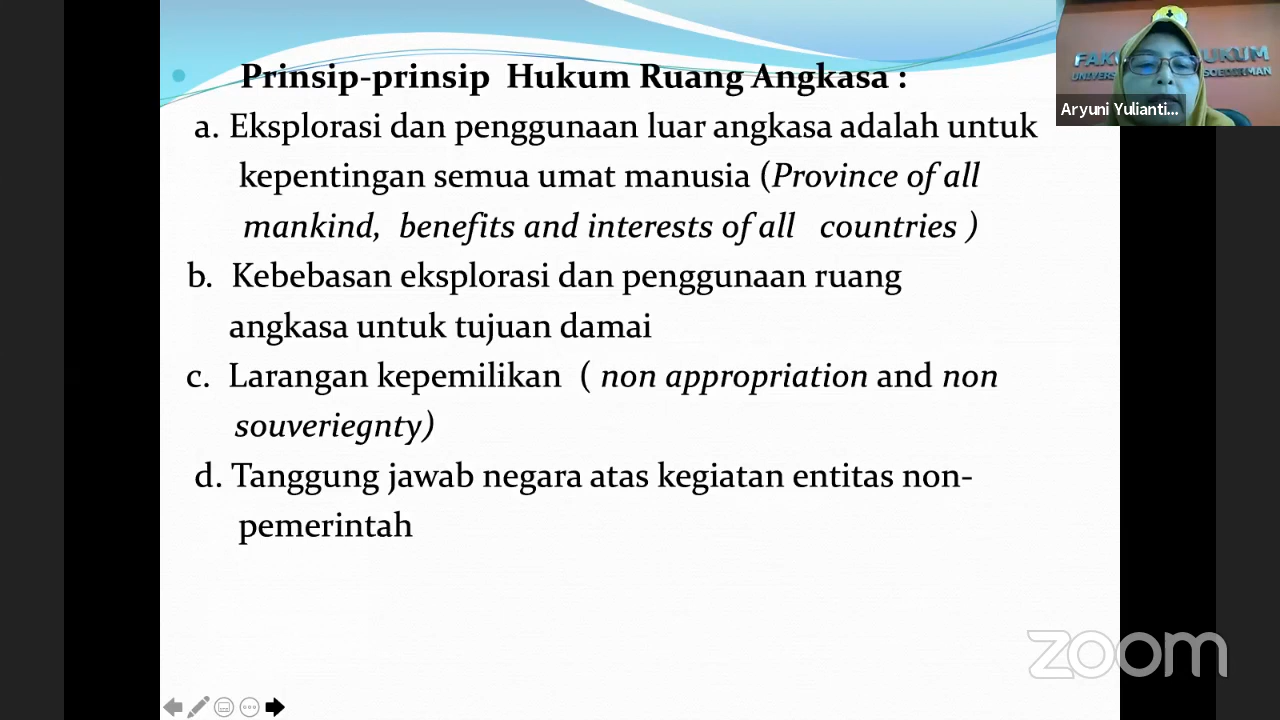 Prinsip-prinsip Hukum Ruang Angkasa :
a. Eksplorasi dan penggunaan luar angkasa adalah untuk
kepentingan semua umat manusia (Province of all
mankind, benefits and interests of all countries )
b. Kebebasan eksplorasi dan penggunaan ruang
angkasa untuk tujuan damai
c. Larangan kepemilikan ( non appropriation and non
souveriegnty)
d. Tanggung jawab negara atas kegiatan entitas non-
pemerintah
HUKUM
SOEDIRMAN
Aryuni Yulianti...
zoom